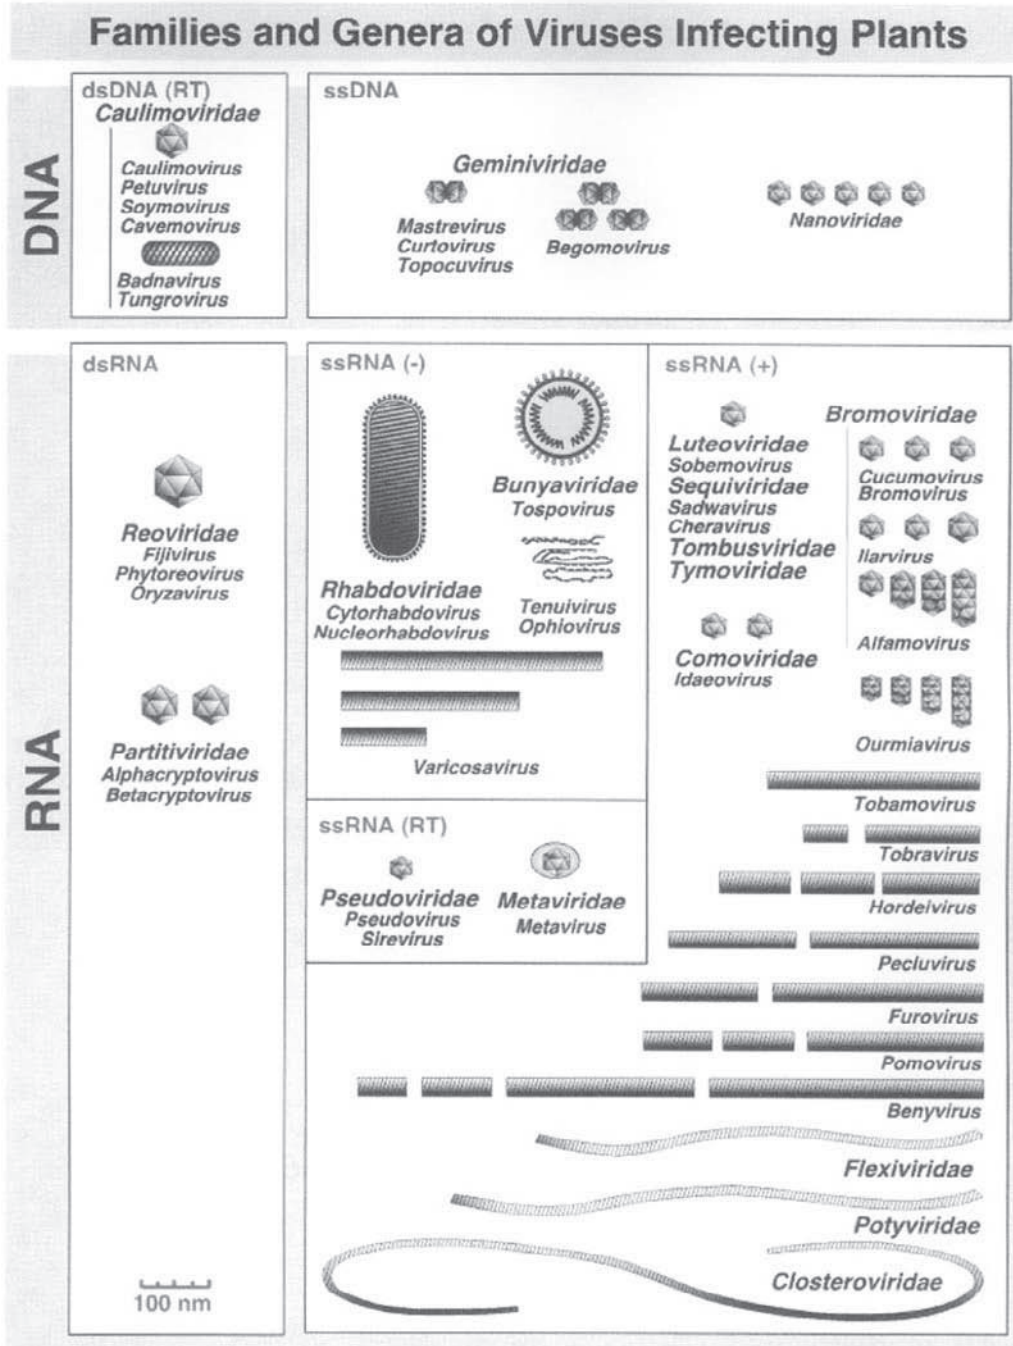 Families and Genera of Viruses Infecting Plants
DNA
dsDNA (RT)
Caulimoviridae
Caulimovirus
Petuvirus
Soymovirus
Cavemovirus
Badnavirus
Tungrovirus
ssDNA
Geminiviridae
Mastrevirus
Curtovirus
Topocuvirus
Begomovirus
Nanoviridae
RNA
dsRNA
Reoviridae
Fijivirus
Phytoreovirus
Oryzavirus
Partitiviridae
Alphacryptovirus
Betacryptovirus
100 nm
ssRNA (-)
Rhabdoviridae
Cytorhabdovirus
Nucleorhabdovirus
Bunyaviridae
Tospovirus
Tenuivirus
Ophiovirus
Varicosavirus
ssRNA (RT)
Pseudoviridae
Pseudovirus
Sirevirus
Metaviridae
Metavirus
ssRNA (+)
Luteoviridae
Sobemovirus
Sequiviridae
Sadwavirus
Cheravirus
Tombusviridae
Tymoviridae
Comoviridae
Idaeovirus
Bromoviridae
Cucumovirus
Bromovirus
Ilarvirus
Alfamovirus
Ourmiavirus
Tobamovirus
Tobravirus
Hordeivirus
Pecluvirus
Furovirus
Pomovirus
Benyvirus
Flexiviridae
Potyviridae
Closteroviridae